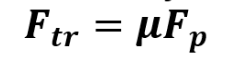 F_tr = μF_p